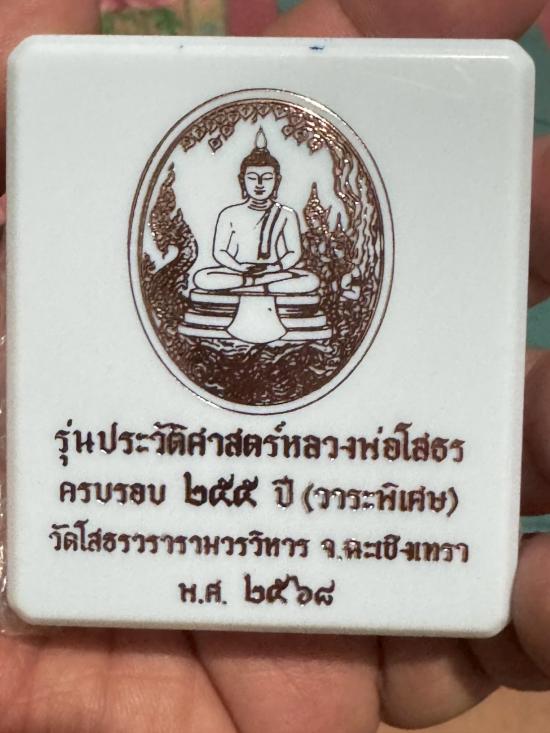 รุ่นประวัติศาสตร์หลวงพ่อโสธร
ครบรอบ ๒๕๕ ปี (วาระพิเศษ)
วัดโสธรวรารามวรวิหาร จ.ฉะเชิงเทรา
พ.ศ. ๒๕๖๘